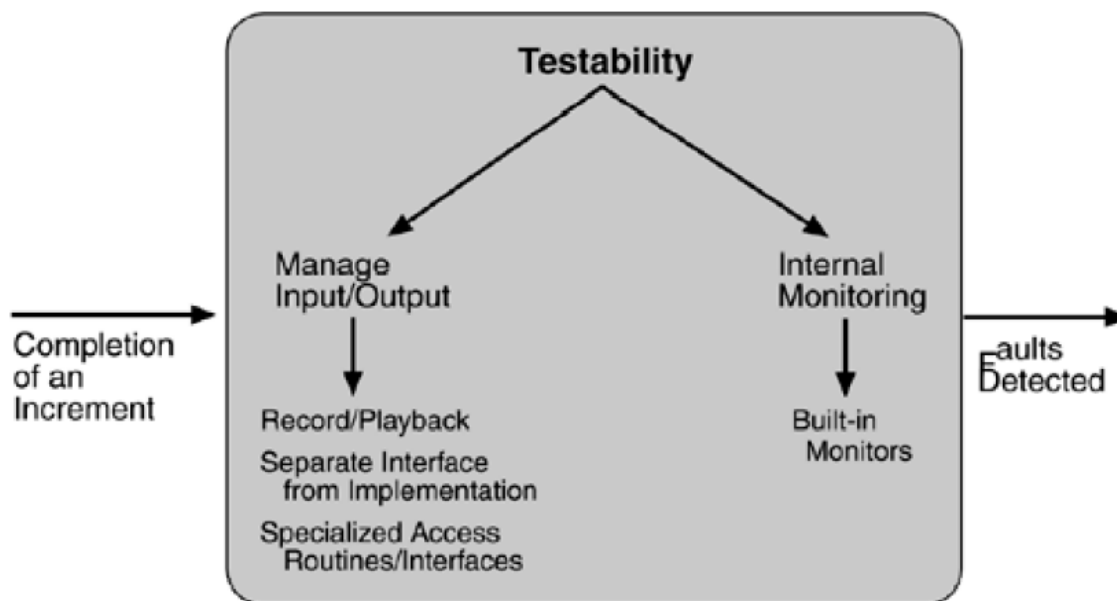 Testability
Manage
Input/Output
Internal
Monitoring
Completion
of an
Increment
Faults
Detected
Record/Playback
Separate Interface
from Implementation
Specialized Access
Routines/Interfaces
Built-in
Monitors